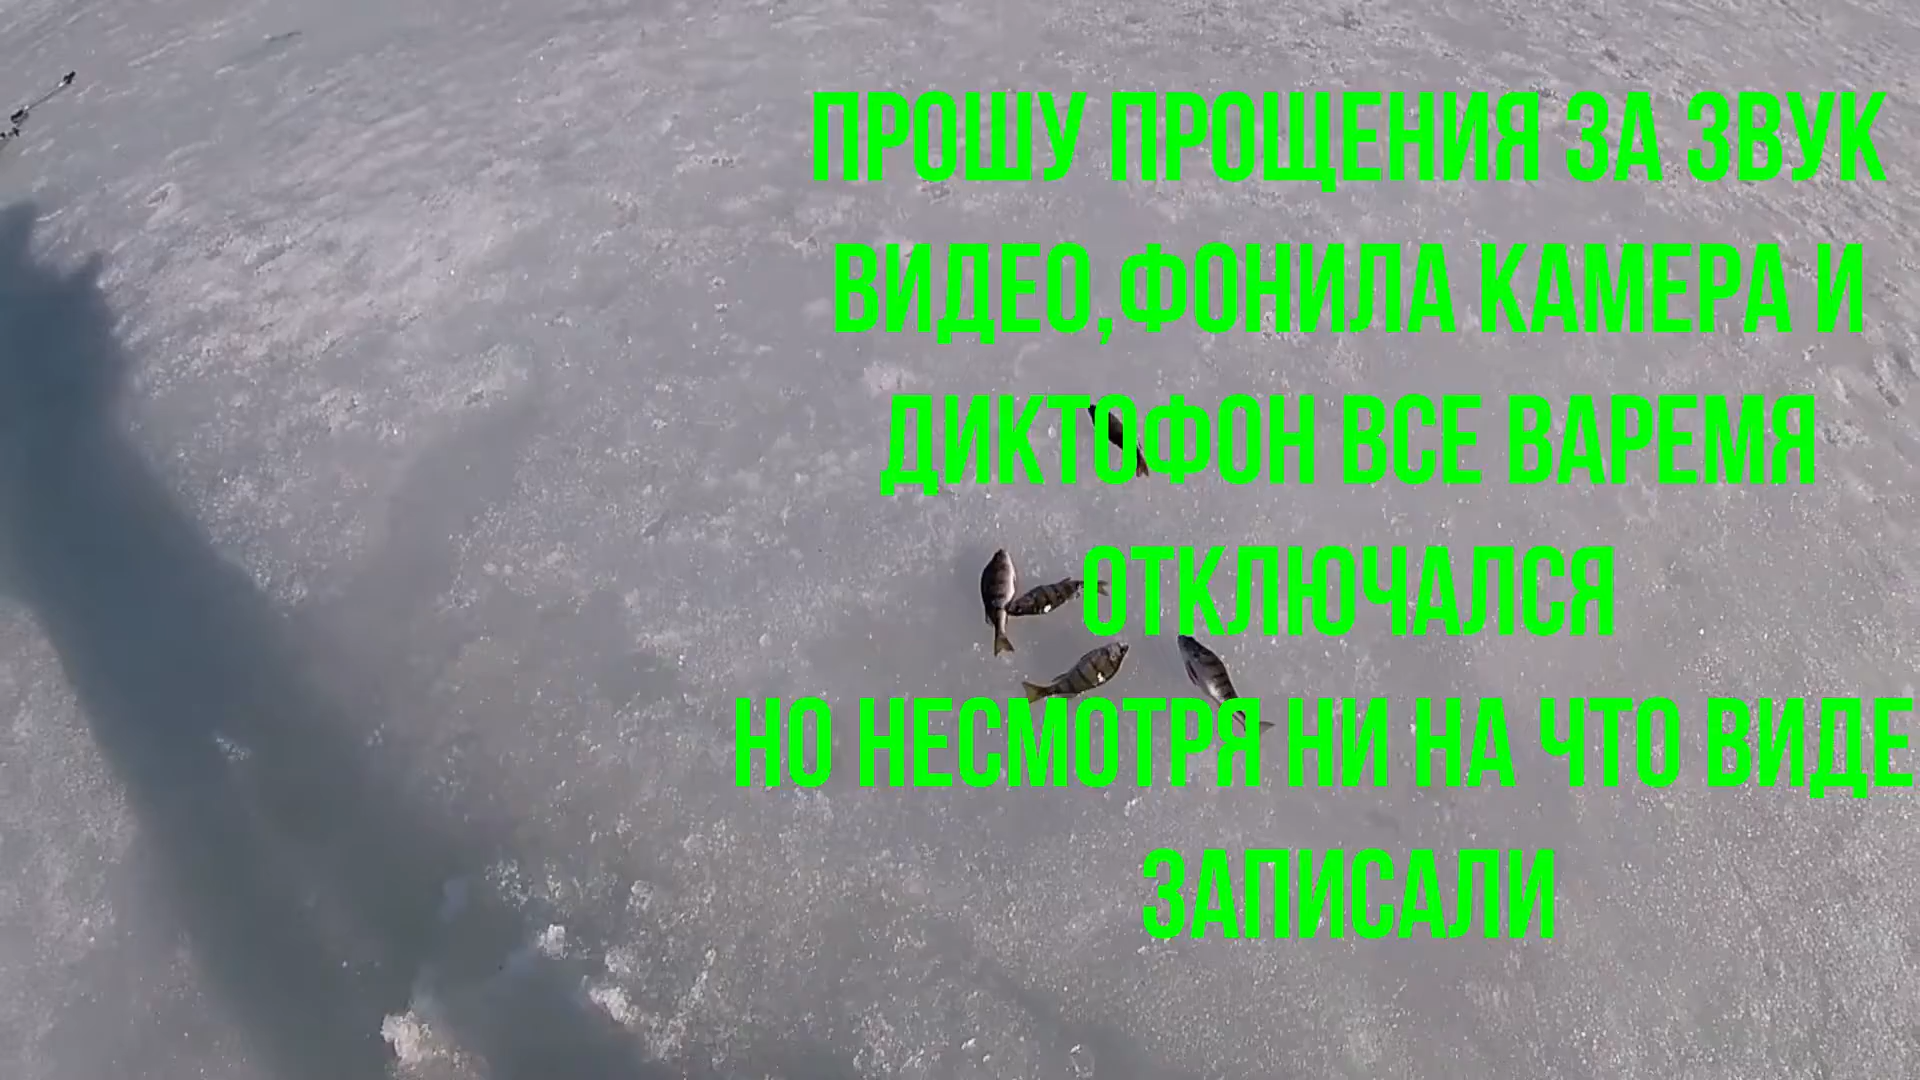 ПРОШУ ПРОЩЕНИЯ ЗА ЗВУК
ВИДЕО,ФОНИЛА КАМЕРА И
ДИКТОФОН ВСЕ ВАРЕМЯ
ОТКЛЮЧАЛСЯ
НО НЕСМОТРЯ НИ НА ЧТО ВИДЕ
ЗАПИСАЛИ